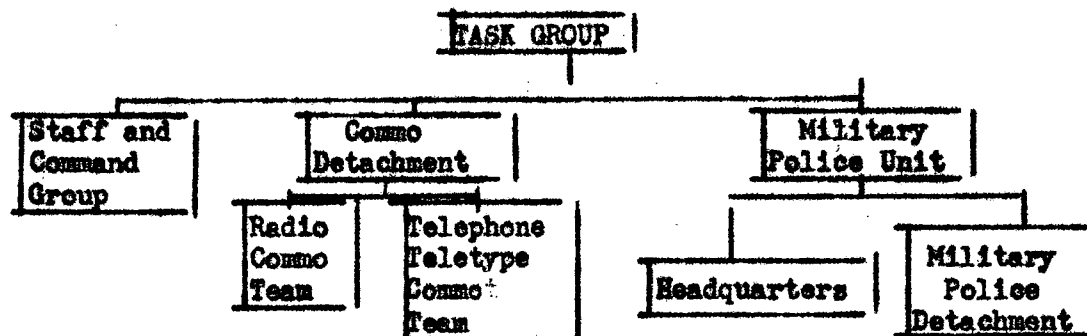 TASK GROUP
Staff and
Command
Group
Commo
Detachment
Military
Police Unit
Radio
Commo
Team
Telephone
Teletype
Commo
Team
Headquarters
Military
Police
Detachment